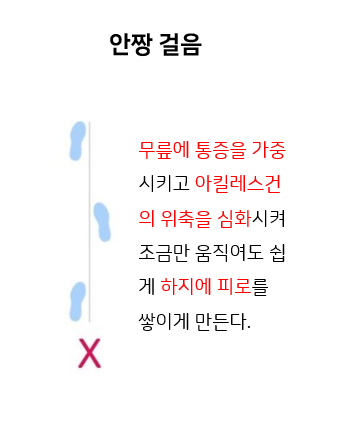 안짱 걸음
무릎에 통증을 가중
시키고 아킬레스건
의 위축을 심화시켜
조금만 움직여도 쉽
게 하지에 피로를
쌓이게 만든다.
X